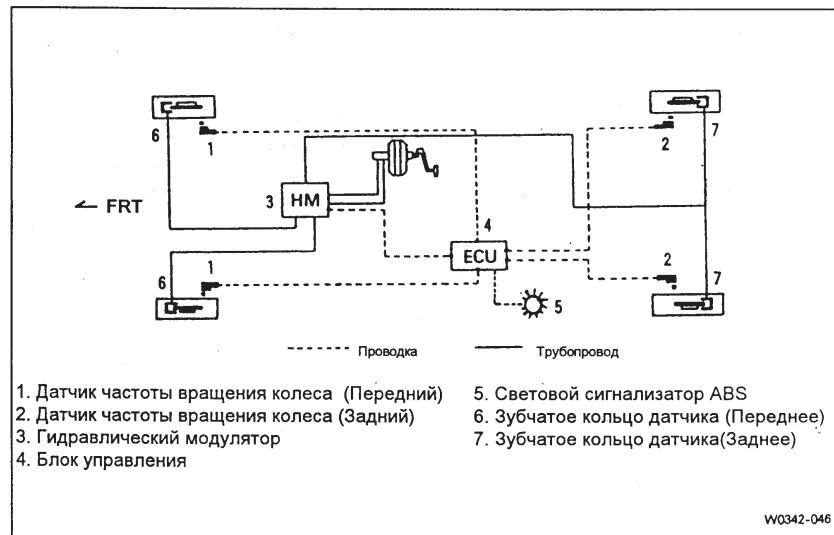 6
1
2
7
3
HM
← FRT
4
ECU
6
1
2
7
5
Проводка
Трубопровод
1. Датчик частоты вращения колеса (Передний)
2. Датчик частоты вращения колеса (Задний)
3. Гидравлический модулятор
4. Блок управления
5. Световой сигнализатор ABS
6. Зубчатое кольцо датчика (Переднее)
7. Зубчатое кольцо датчика(Заднее)
W0342-046